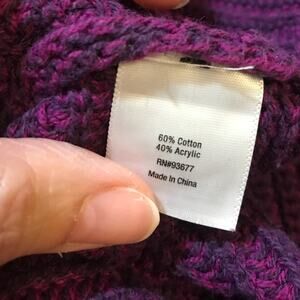 60% Cotton
40% Acrylic
RN#93677
Made in China